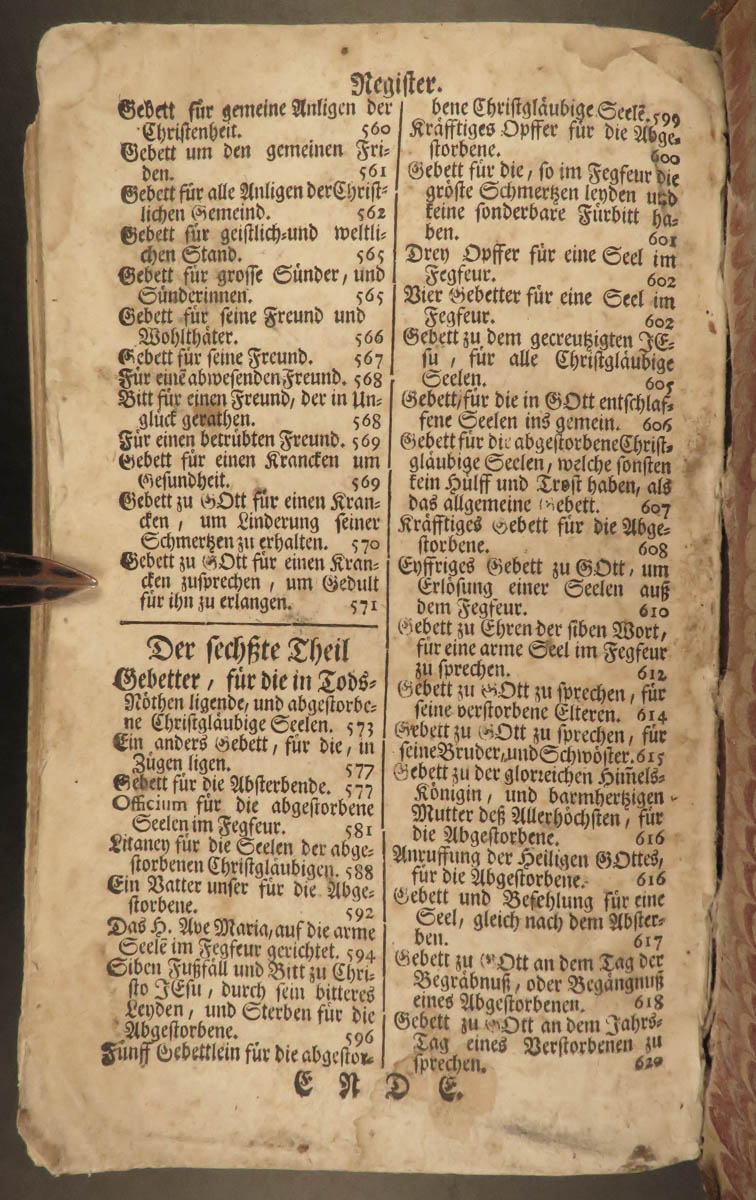 Register.
Gebett für gemeine Anligen der
Christenheit. 560
Gebett um den gemeinen Fri-
den. 561
Gebett für alle Anligen der Christ-
lichen Gemeind. 562
Gebett für geistlich- und weltli-
chen Stand. 565
Gebett für grosse Sünder, und
Sünderinnen. 565
Gebett für seine Freund und
Wohlthäter. 566
Gebett für seine Freund. 567
Für einē abwesenden Freund. 568
Bitt für einen Freund, der in Un-
glück gerathen. 568
Für einen betrübten Freund. 569
Gebett für einen Krancken um
Gesundheit. 569
Gebett zu GOtt für einen Kran-
cken, um Linderung seiner
Schmertzen zu erhalten. 570
Gebett zu GOtt für einen Kran-
cken zusprechen, um Gedult
für ihn zu erlangen. 571
Der sechßte Theil
Gebetter, für die in Tods-
Nöthen ligende, und abgestorbe-
ne Christgläubige Seelen. 573
Ein anders Gebett, für die, in
Zügen ligen. 577
Gebett für die Absterbende. 577
Officium für die abgestorbene
Seelen im Fegfeur. 581
Litaney für die Seelen der abge-
storbenen Christgläubigen. 588
Ein Vatter unser für die Abge-
storbene. 592
Das H. Ave Maria, auf die arme
Seelē im Fegfeur gerichtet. 594
Siben Fußfäll und Bitt zu Chri-
sto JEsu, durch sein bitteres
Leyden, und Sterben für die
Abgestorbene. 596
Fünff Gebettlein für die abgestor-
bene Christgläubige Seelē. 599
Kräfftiges Opffer für die Abge-
storbene. 600
Gebett für die, so im Fegfeur die
gröste Schmertzen leyden und
keine sonderbare Fürbitt ha-
ben. 601
Drey Opffer für eine Seel im
Fegfeur. 602
Vier Gebetter für eine Seel im
Fegfeur. 602
Gebett zu dem gecreutzigten JE-
su, für alle Christgläubige
Seelen. 605
Gebett, für die in GOtt entschlaf-
fene Seelen ins gemein. 606
Gebett für die abgestorbene Christ-
gläubige Seelen, welche sonsten
kein Hülff und Trost haben, als
das allgemeine Gebett. 607
Kräfftiges Gebett für die Abge-
storbene. 608
Eyffriges Gebett zu GOtt, um
Erlösung einer Seelen auß
dem Fegfeur. 610
Gebett zu Ehren der siben Wort,
für eine arme Seel im Fegfeur
zu sprechen. 612
Gebett zu GOtt zu sprechen, für
seine verstorbene Elteren. 614
Gebett zu GOtt zu sprechen, für
seine Bruder, und Schwöster. 615
Gebett zu der glorreichen Him̄els-
Königin, und barmhertzigen
Mutter deß Allerhöchsten, für
die Abgestorbene. 616
Anruffung der Heiligen GOttes,
für die Abgestorbene. 616
Gebett und Befehlung für eine
Seel, gleich nach dem Abster-
ben. 617
Gebett zu GOtt an dem Tag der
Begräbnuß, oder Begängnuß
eines Abgestorbenen. 618
Gebett zu GOtt an dem Jahrs-
Tag eines Verstorbenen zu
sprechen. 620
E N D E.